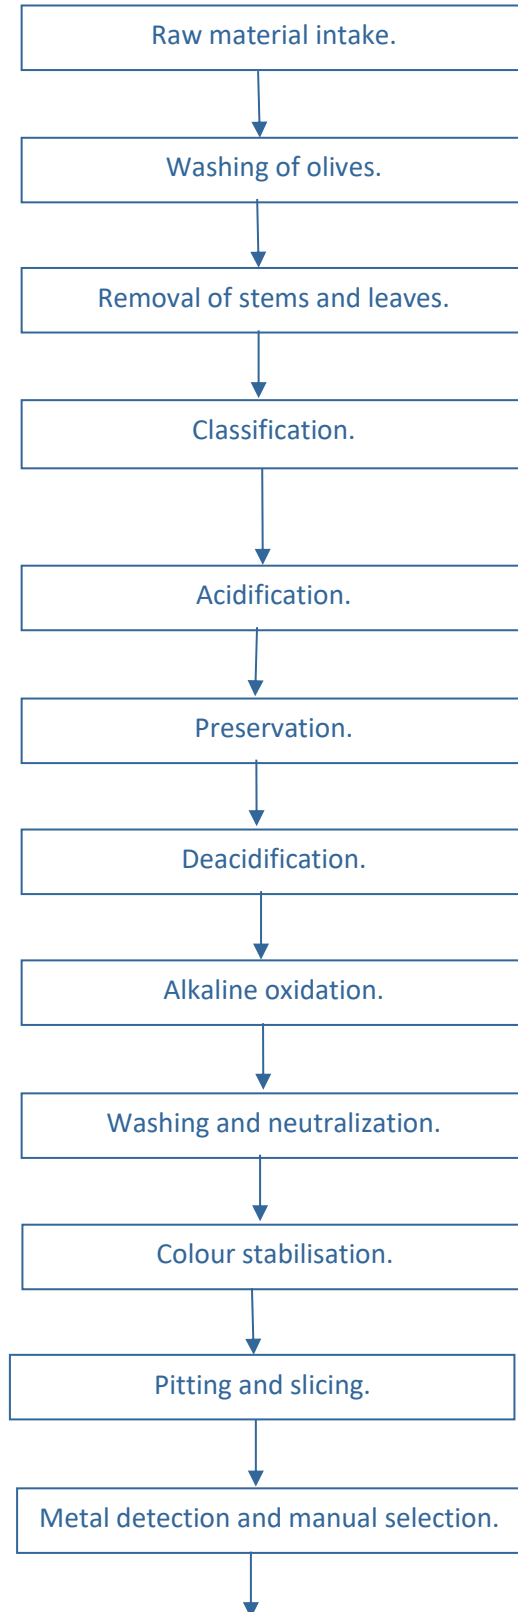 Raw material intake.
Washing of olives.
Removal of stems and leaves.
Classification.
Acidification.
Preservation.
Deacidification.
Alkaline oxidation.
Washing and neutralization.
Colour stabilisation.
Pitting and slicing.
Metal detection and manual selection.